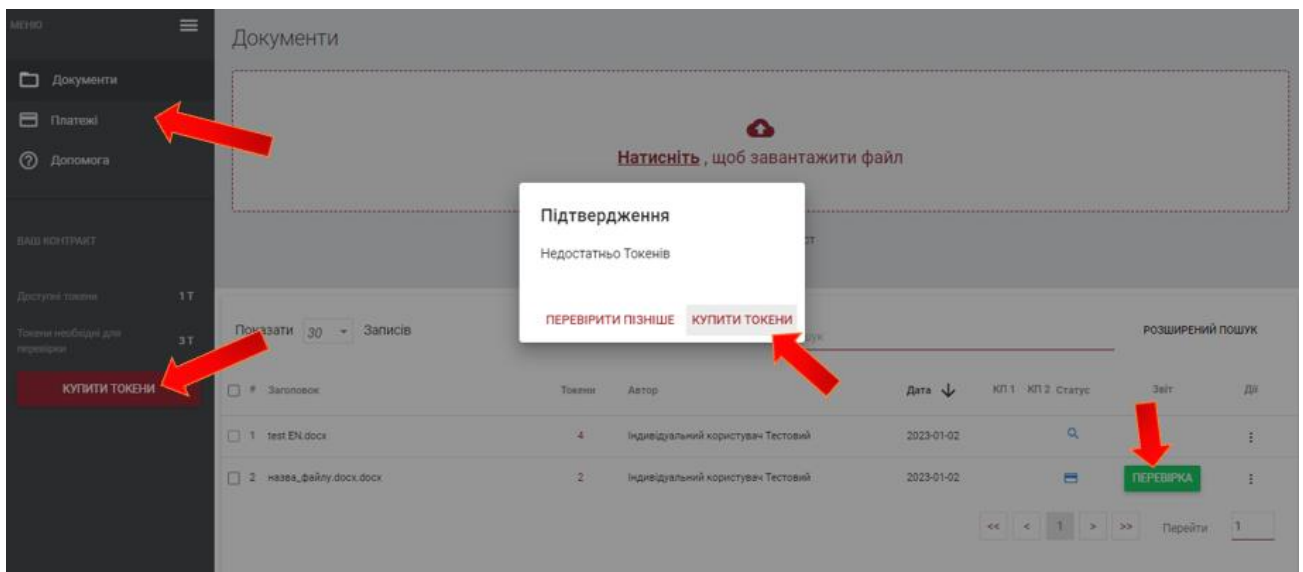 МЕНЮ
Документи
Платежі
Допомога
ВАШ КОНТРАКТ
Доступні токени 1 T
Токени необхідні для перевірки 3 T
КУПИТИ ТОКЕНИ
Документи
Натисніть , щоб завантажити файл
Підтвердження
Недостатньо Токенів
ПЕРЕВІРИТИ ПІЗНІШЕ КУПИТИ ТОКЕНИ
Показати 30 Записів
РОЗШИРЕНИЙ ПОШУК
# Заголовок Токени Автор Дата КП 1 КП 2 Статус Звіт Дії
1 test EN.docx 4 Індивідуальний користувач Тестовий 2023-01-02
2 назва_файлу.docx.docx 2 Індивідуальний користувач Тестовий 2023-01-02 ПЕРЕВІРКА
<< < 1 > >> Перейти 1